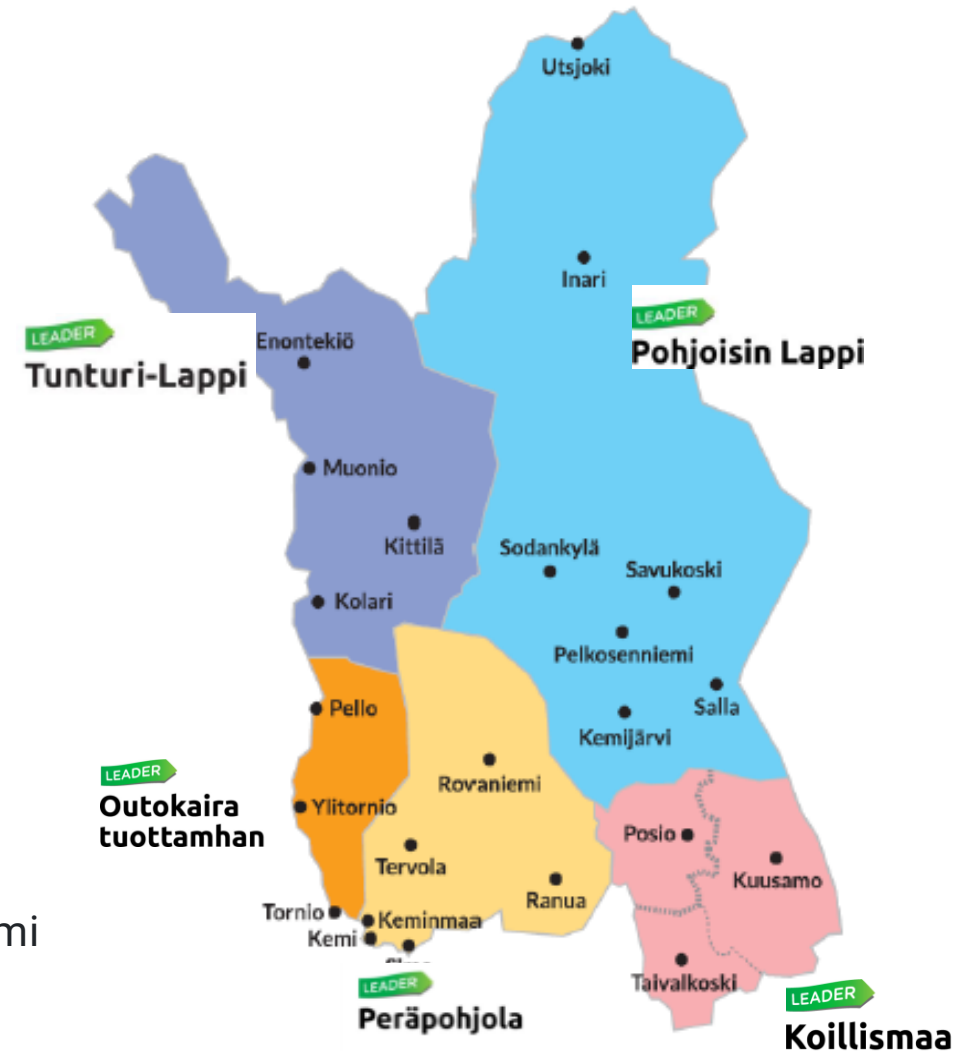 Utsjoki
Inari
LEADER
Pohjoisin Lappi
LEADER
Tunturi-Lappi
Enontekiö
Muonio
Kittilä
Kolari
Sodankylä
Savukoski
Pelkosenniemi
Salla
Kemijärvi
Pello
Rovaniemi
LEADER
Outokaira
tuottamhan
Ylitornio
Tervola
Ranua
Posio
Kuusamo
Tornio
Keminmaa
Kemi
mi
Taivalkoski
LEADER
Peräpohjola
LEADER
Koillismaa